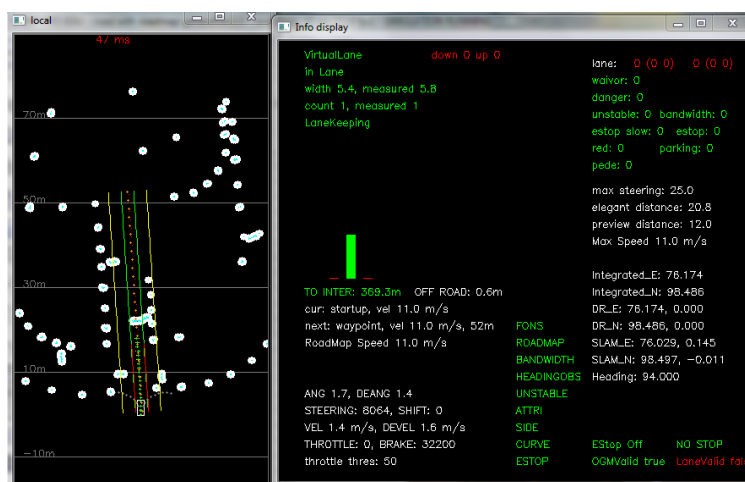 local
47 ms
70m
50m
30m
10m
-10m
Info display
VirtualLane down 0 up 0
in Lane
width 5.4, measured 5.8
count 1, measured 1
LaneKeeping
TO INTER: 369.3m OFF ROAD: 0.6m
cur: startup, vel 11.0 m/s
next: waypoint, vel 11.0 m/s, 52m
RoadMap Speed 11.0 m/s
ANG 1.7, DEANG 1.4
STEERING: 8064, SHIFT: 0
VEL 1.4 m/s, DEVEL 1.6 m/s
THROTTLE: 0, BRAKE: 32200
throttle thres: 50
FONS
ROADMAP
BANDWIDTH
HEADINGOBS
UNSTABLE
ATTRI
SIDE
CURVE
ESTOP
lane: 0 (0 0) 0 (0 0)
waivor: 0
danger: 0
unstable: 0 bandwidth: 0
estop slow: 0 estop: 0
red: 0 parking: 0
pede: 0
max steering: 25.0
elegant distance: 20.8
preview distance: 12.0
Max Speed 11.0 m/s
Integrated_E: 76.174
Integrated_N: 98.486
DR_E: 76.174, 0.000
DR_N: 98.486, 0.000
SLAM_E: 76.029, 0.145
SLAM_N: 98.497, -0.011
Heading: 94.000
EStop Off NO STOP
OGMValid true LaneValid fal